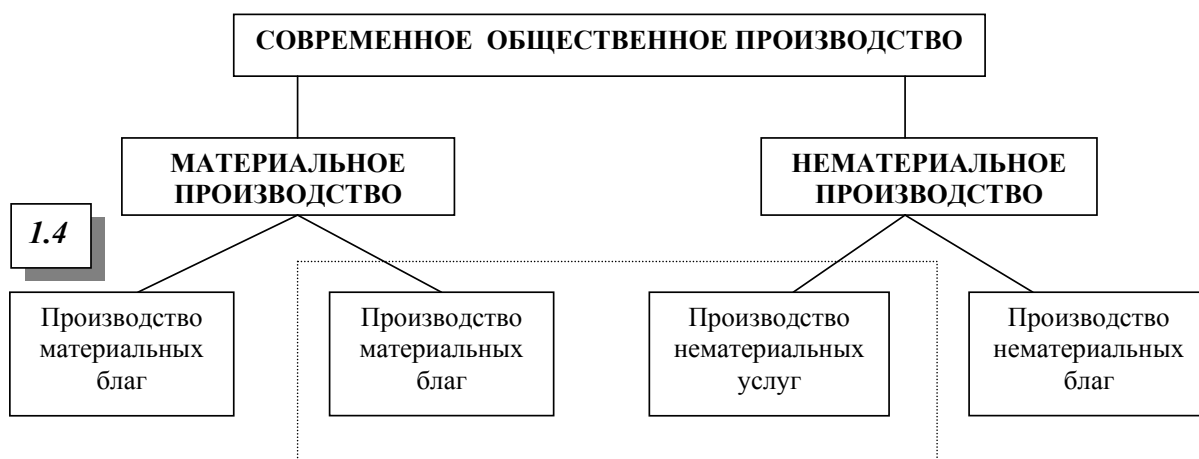 СОВРЕМЕННОЕ ОБЩЕСТВЕННОЕ ПРОИЗВОДСТВО
МАТЕРИАЛЬНОЕ
ПРОИЗВОДСТВО
НЕМАТЕРИАЛЬНОЕ
ПРОИЗВОДСТВО
1.4
Производство
материальных
благ
Производство
материальных
благ
Производство
нематериальных
услуг
Производство
нематериальных
благ